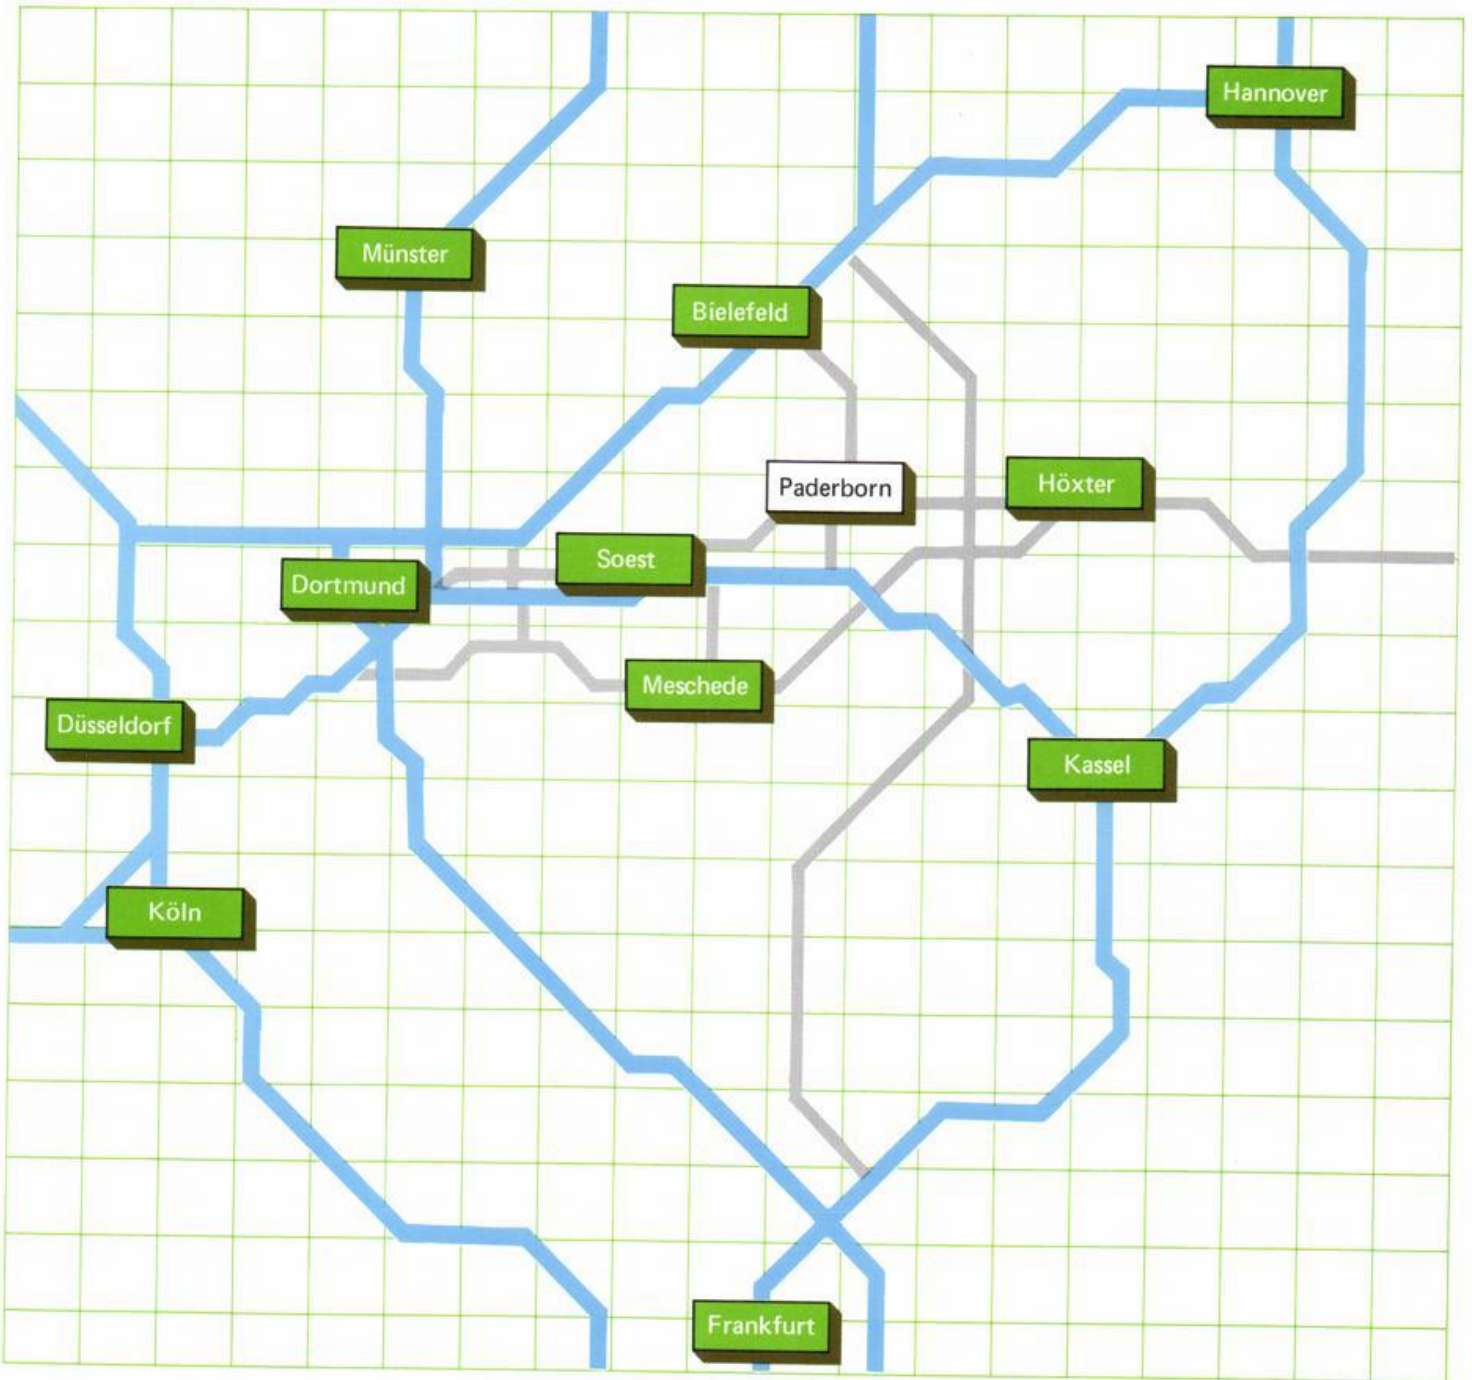 Hannover
Münster
Bielefeld
Paderborn
Höxter
Soest
Dortmund
Meschede
Düsseldorf
Kassel
Köln
Frankfurt